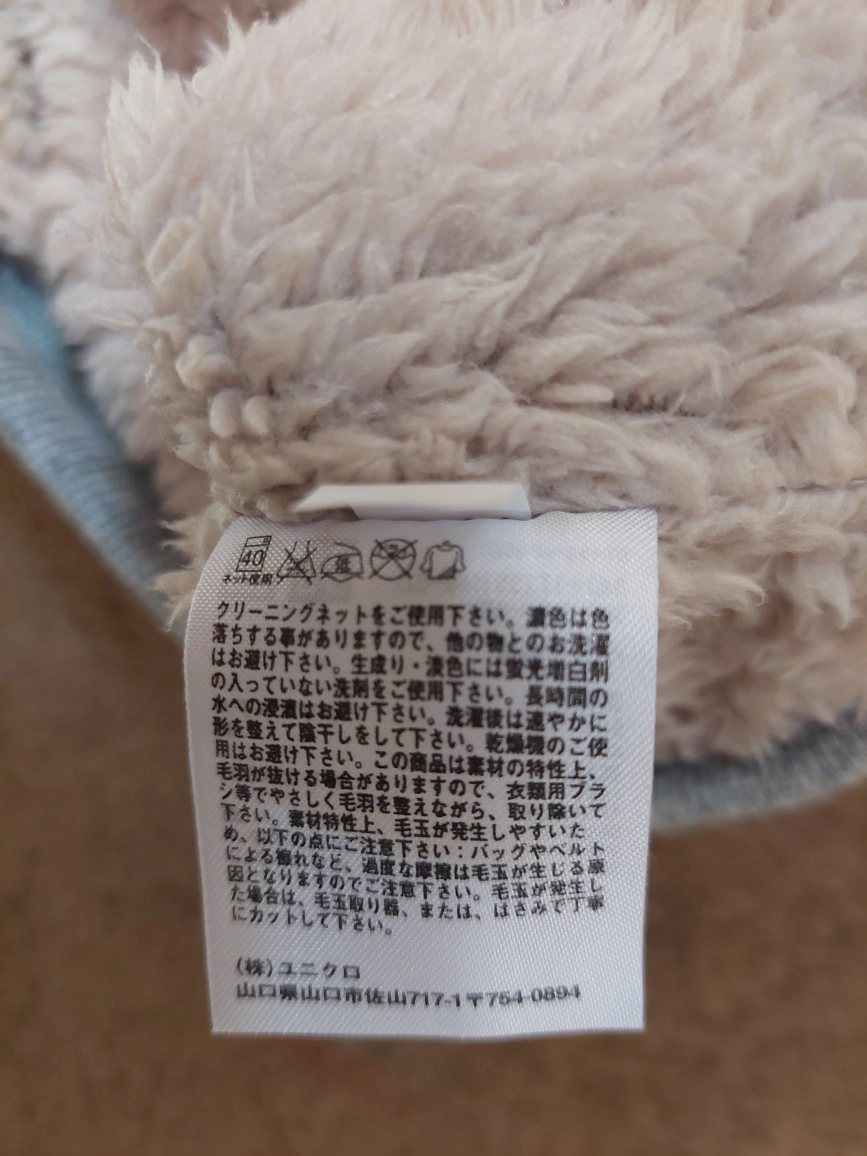 40
ネット使用
クリーニングネットをご使用下さい。濃色は色
落ちする事がありますので、他の物とのお洗濯
はお避け下さい。生成り・淡色には蛍光増白剤
の入っていない洗剤をご使用下さい。長時間の
水への浸漬はお避け下さい。洗濯後は速やかに
形を整えて陰干しをして下さい。乾燥機のご使
用はお避け下さい。この商品は素材の特性上、
毛羽が抜ける場合がありますので、衣類用ブラ
シ等でやさしく毛羽を整えながら、取り除いて
下さい。素材特性上、毛玉が発生しやすいた
め、以下の点にご注意下さい：バッグやベルト
による擦れなど、過度な摩擦は毛玉が生じる原
因となりますのでご注意下さい。毛玉が発生し
た場合は、毛玉取り器、または、はさみで丁寧
にカットして下さい。
(株)ユニクロ
山口県山口市佐山717-1〒754-0894